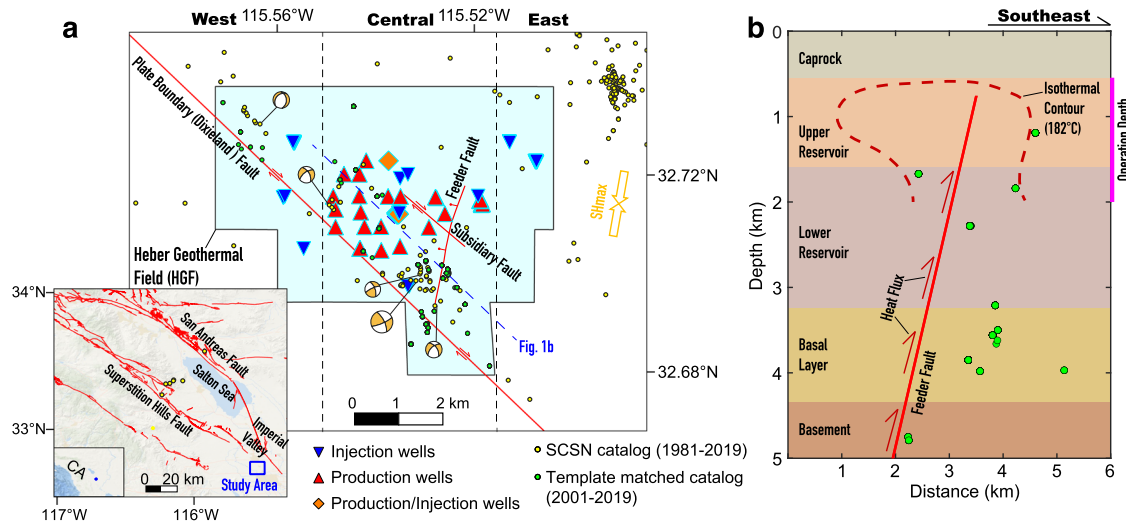 a
West
115.56°W
Central
115.52°W
East
Plate Boundary (Dixieland ) Fault
Feeder Fault
Subsidiary Fault
SHmax
32.72°N
32.68°N
Heber Geothermal
Field (HGF)
Fig. 1b
0 1 2 km
34°N
33°N
117°W
116°W
San Andreas Fault
Salton Sea
Superstition Hills Fault
Imperial
Valley
CA
0 20 km
Study Area
Injection wells
Production wells
Production/Injection wells
SCSN catalog (1981-2019)
Template matched catalog
(2001-2019)
b
Southeast
Caprock
Upper
Reservoir
Lower
Reservoir
Basal
Layer
Basement
Isothermal
Contour
(182°C)
Operation Depth
Heat Flux
Feeder Fault
Depth (km)
0
1
2
3
4
5
1 2 3 4 5 6
Distance (km)